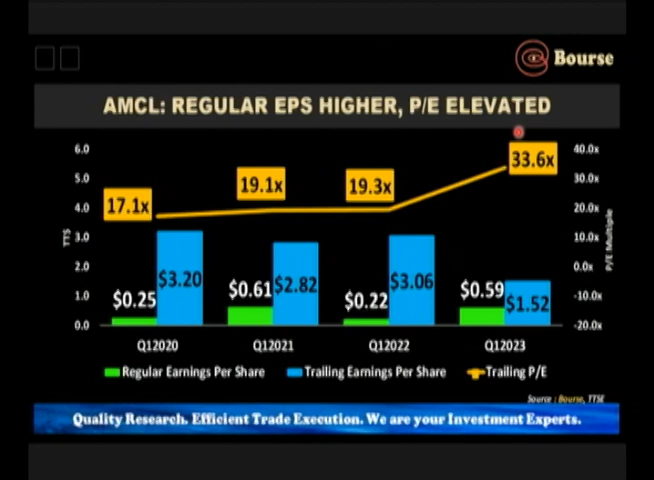 Bourse
AMCL: REGULAR EPS HIGHER, P/E ELEVATED
6.0
5.0
4.0
3.0
2.0
1.0
0.0
TT$
40.0x
30.0x
20.0x
10.0x
0.0x
-10.0x
-20.0x
P/E Multiple
17.1x
19.1x
19.3x
33.6x
$0.25
$3.20
$0.61
$2.82
$0.22
$3.06
$0.59
$1.52
Q12020 Q12021 Q12022 Q12023
Regular Earnings Per Share Trailing Earnings Per Share Trailing P/E
Source : Bourse, TTSE
Quality Research. Efficient Trade Execution. We are your Investment Experts.